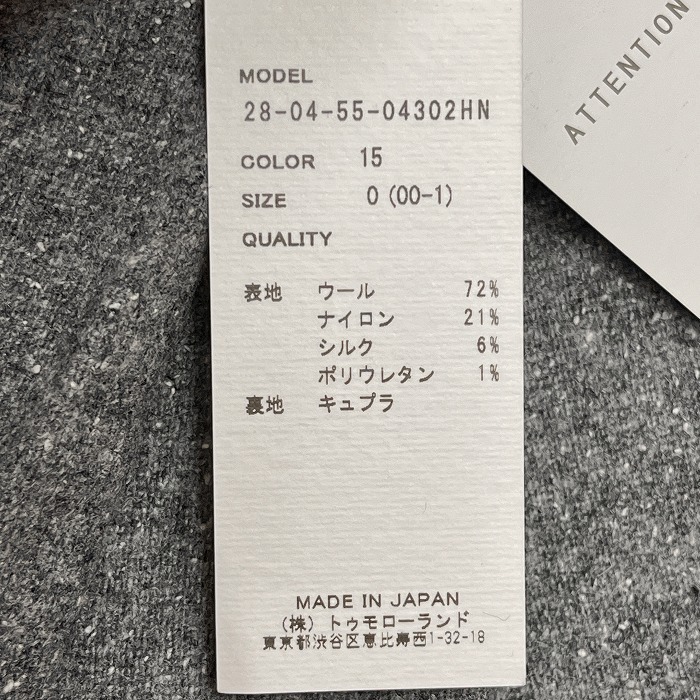 MODEL
28-04-55-04302HN
COLOR 15
SIZE 0 (00-1)
QUALITY
表地 ウール 72%
ナイロン 21%
シルク 6%
ポリウレタン 1%
裏地 キュプラ
MADE IN JAPAN
(株) トゥモローランド
東京都渋谷区恵比寿西1-32-18
ATTENTION